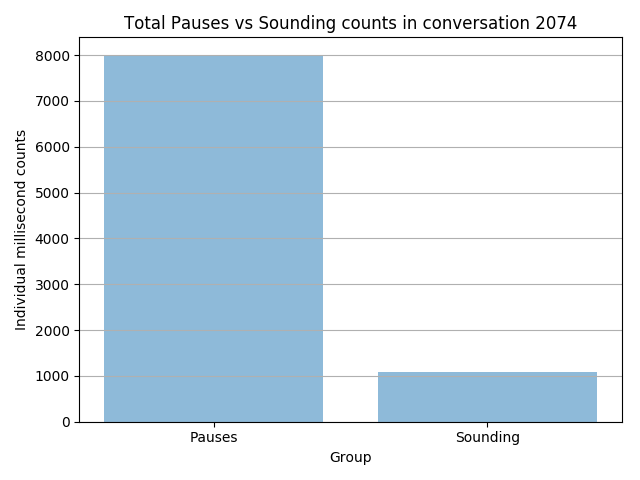 Total Pauses vs Sounding counts in conversation 2074
Individual millisecond counts
8000
7000
6000
5000
4000
3000
2000
1000
0
Pauses
Sounding
Group